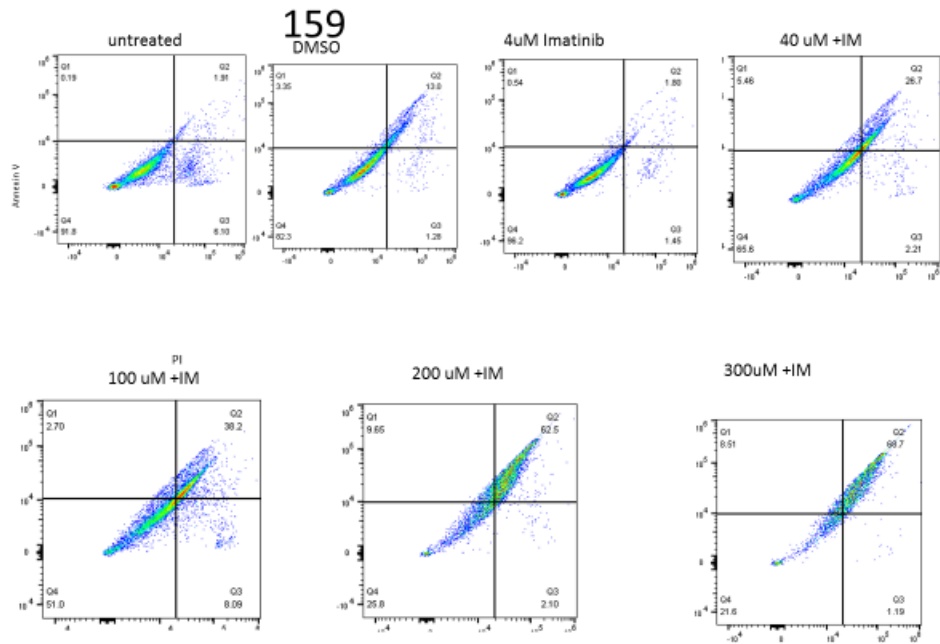 159
untreated
DMSO
4uM Imatinib
40 uM +IM
Q1
0.19
Q2
1.91
Q4
91.8
Q3
6.10
Annexin V
Q1
3.35
Q2
13.0
Q4
82.3
Q3
1.28
Q1
0.54
Q2
1.80
Q4
96.2
Q3
1.45
Q1
5.46
Q2
26.7
Q4
65.6
Q3
2.21
PI
100 uM +IM
200 uM +IM
300uM +IM
Q1
2.70
Q2
38.2
Q4
51.0
Q3
8.09
Q1
9.65
Q2
62.5
Q4
25.8
Q3
2.10
Q1
8.51
Q2
68.7
Q4
21.6
Q3
1.19